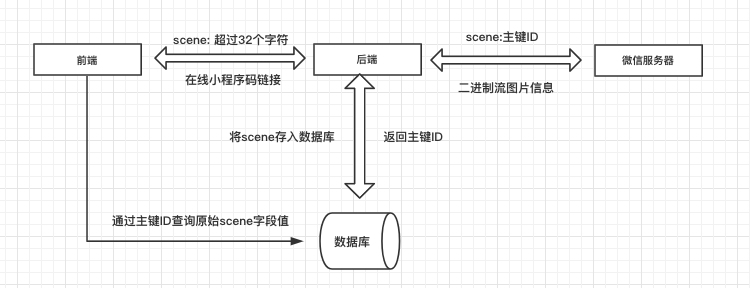 scene: 超过32个字符
scene:主键ID
前端
后端
微信服务器
在线小程序码链接
二进制流图片信息
将scene存入数据库
返回主键ID
通过主键ID查询原始scene字段值
数据库